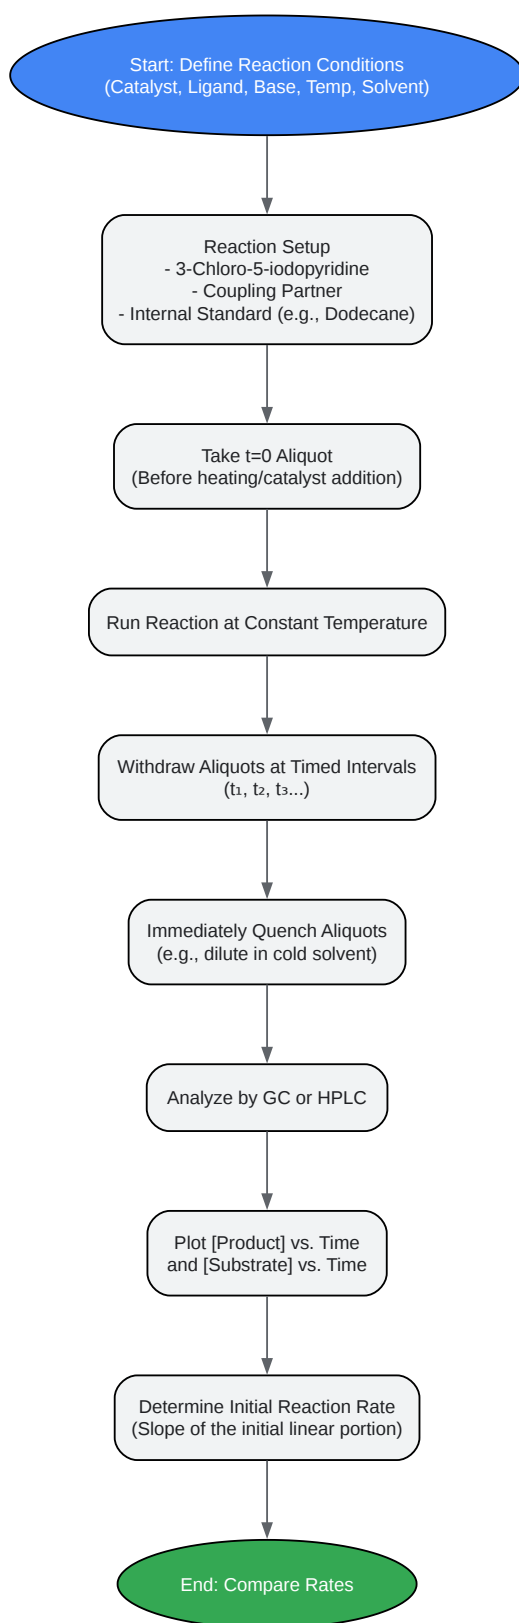 Start: Define Reaction Conditions
(Catalyst, Ligand, Base, Temp, Solvent)
Reaction Setup
- 3-Chloro-5-iodopyridine
- Coupling Partner
- Internal Standard (e.g., Dodecane)
Take t=0 Aliquot
(Before heating/catalyst addition)
Run Reaction at Constant Temperature
Withdraw Aliquots at Timed Intervals
(t₁, t₂, t₃...)
Immediately Quench Aliquots
(e.g., dilute in cold solvent)
Analyze by GC or HPLC
Plot [Product] vs. Time
and [Substrate] vs. Time
Determine Initial Reaction Rate
(Slope of the initial linear portion)
End: Compare Rates